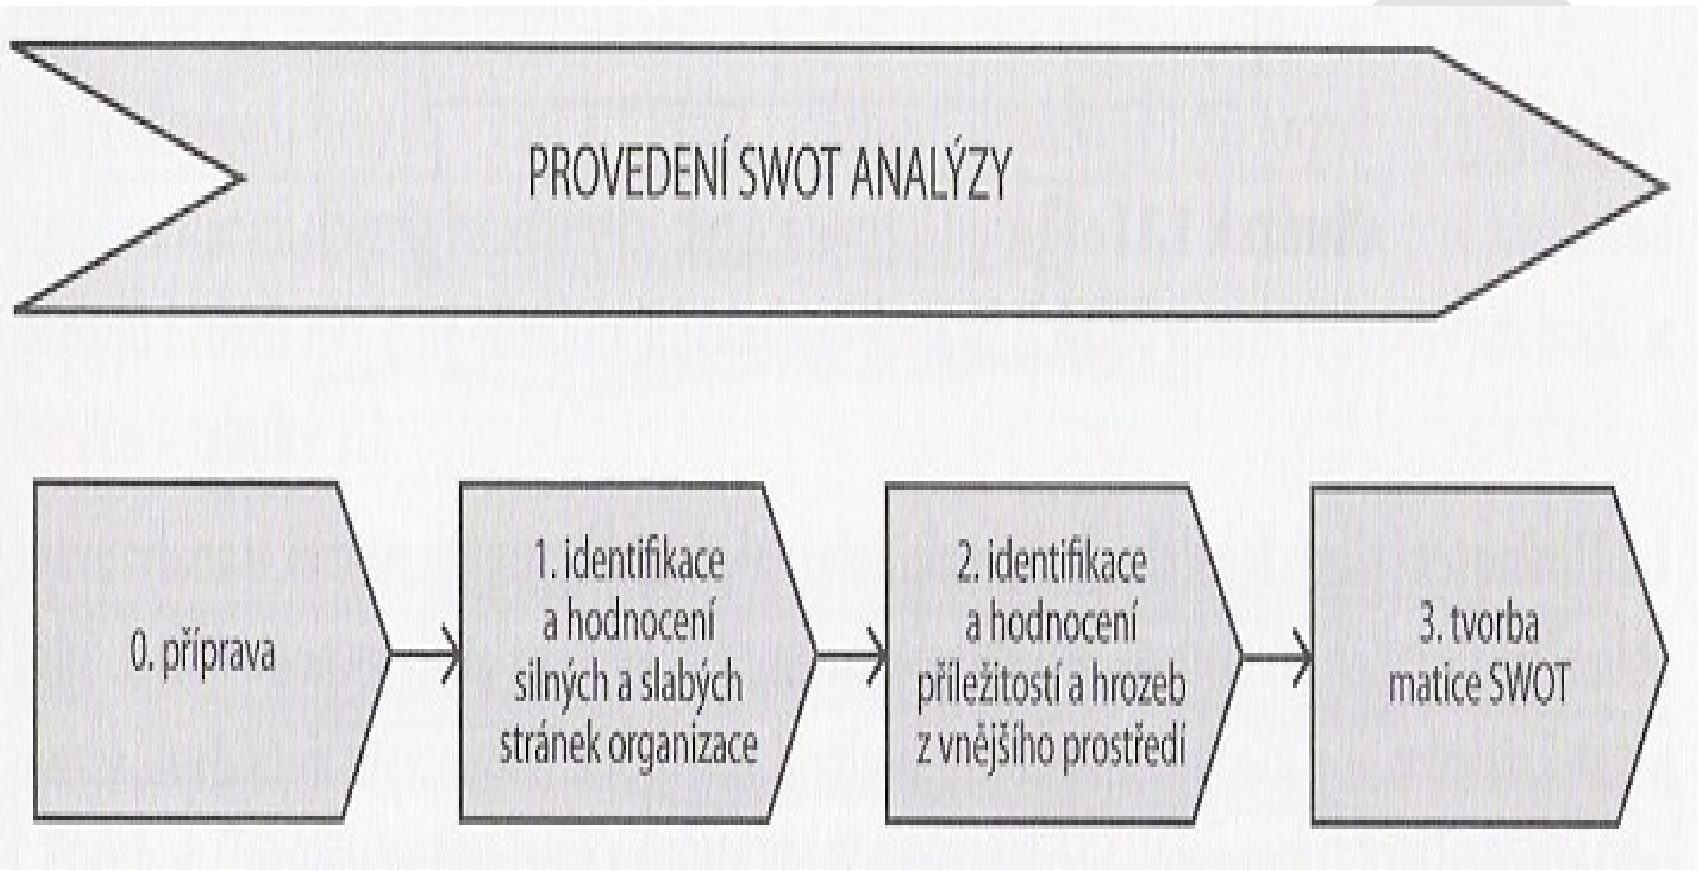 PROVEDENÍ SWOT ANALÝZY
0. příprava
1. identifikace
a hodnocení
silných a slabých
stránek organizace
2. identifikace
a hodnocení
příležitostí a hrozeb
z vnějšího prostředí
3. tvorba
matice SWOT